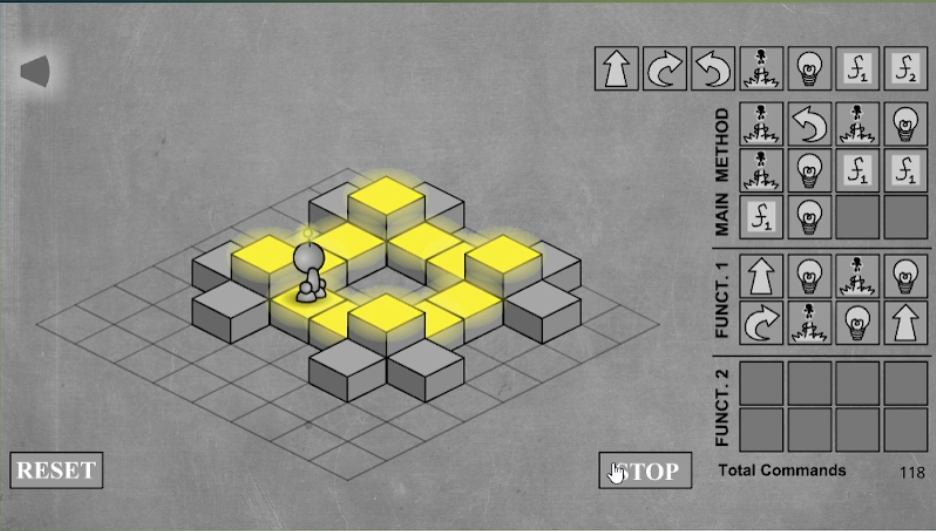 f1 f2
MAIN METHOD
f1 f1
f1
FUNCT. 1
FUNCT. 2
RESET
STOP
Total Commands 118